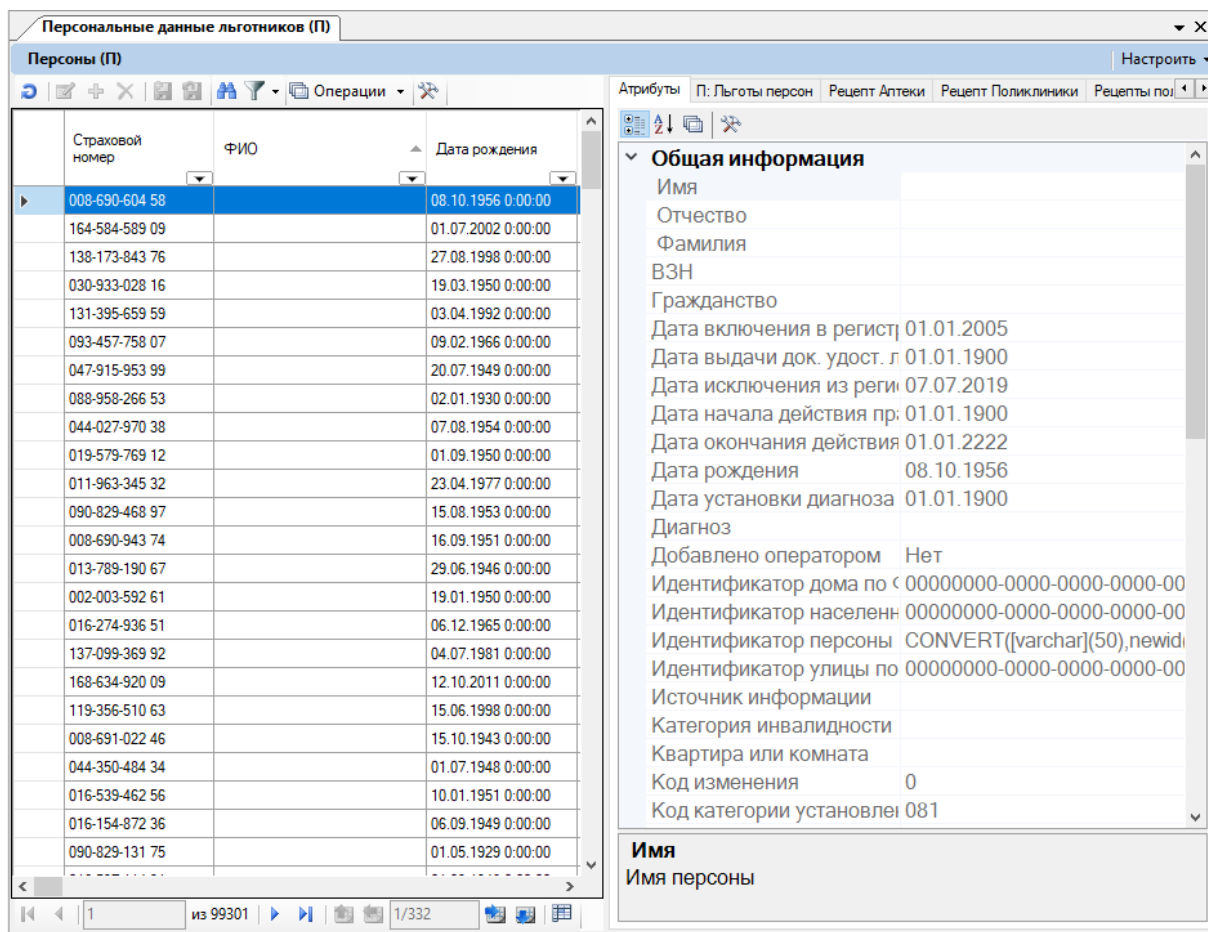 Персональные данные льготников (П)
Персоны (П)
Настроить
Операции
Страховой номер
ФИО
Дата рождения
008-690-604 58 08.10.1956 0:00:00
164-584-589 09 01.07.2002 0:00:00
138-173-843 76 27.08.1998 0:00:00
030-933-028 16 19.03.1950 0:00:00
131-395-659 59 03.04.1992 0:00:00
093-457-758 07 09.02.1966 0:00:00
047-915-953 99 20.07.1949 0:00:00
088-958-266 53 02.01.1930 0:00:00
044-027-970 38 07.08.1954 0:00:00
019-579-769 12 01.09.1950 0:00:00
011-963-345 32 23.04.1977 0:00:00
090-829-468 97 15.08.1953 0:00:00
008-690-943 74 16.09.1951 0:00:00
013-789-190 67 29.06.1946 0:00:00
002-003-592 61 19.01.1950 0:00:00
016-274-936 51 06.12.1965 0:00:00
137-099-369 92 04.07.1981 0:00:00
168-634-920 09 12.10.2011 0:00:00
119-356-510 63 15.06.1998 0:00:00
008-691-022 46 15.10.1943 0:00:00
044-350-484 34 01.07.1948 0:00:00
016-539-462 56 10.01.1951 0:00:00
016-154-872 36 06.09.1949 0:00:00
090-829-131 75 01.05.1929 0:00:00
1 из 99301 1/332
Атрибуты П: Льготы персон Рецепт Аптеки Рецепт Поликлиники Рецепты пол
Общая информация
Имя
Отчество
Фамилия
ВЗН
Гражданство
Дата включения в регист 01.01.2005
Дата выдачи док. удост. л 01.01.1900
Дата исключения из реги 07.07.2019
Дата начала действия пра 01.01.1900
Дата окончания действия 01.01.2222
Дата рождения 08.10.1956
Дата установки диагноза 01.01.1900
Диагноз
Добавлено оператором Нет
Идентификатор дома по 00000000-0000-0000-0000-00
Идентификатор населенн 00000000-0000-0000-0000-00
Идентификатор персоны CONVERT([varchar](50),newid(
Идентификатор улицы по 00000000-0000-0000-0000-00
Источник информации
Категория инвалидности
Квартира или комната
Код изменения 0
Код категории установле 081
Имя
Имя персоны